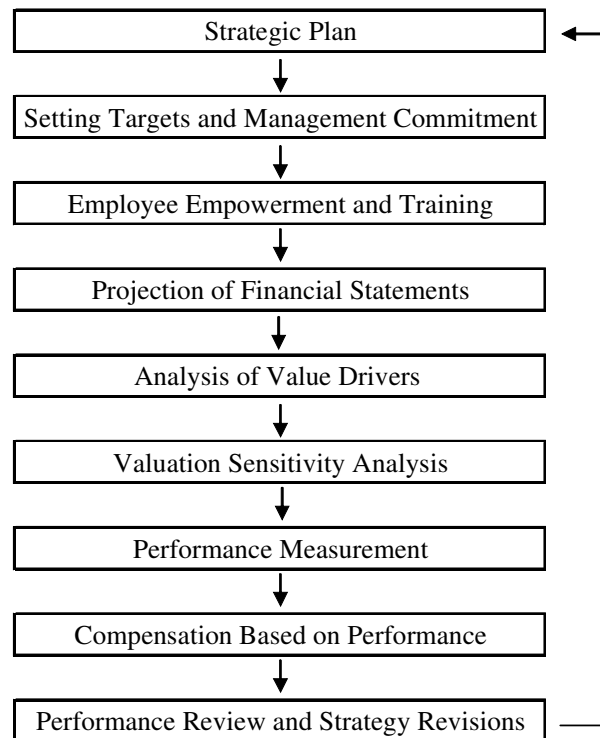 Strategic Plan
Setting Targets and Management Commitment
Employee Empowerment and Training
Projection of Financial Statements
Analysis of Value Drivers
Valuation Sensitivity Analysis
Performance Measurement
Compensation Based on Performance
Performance Review and Strategy Revisions